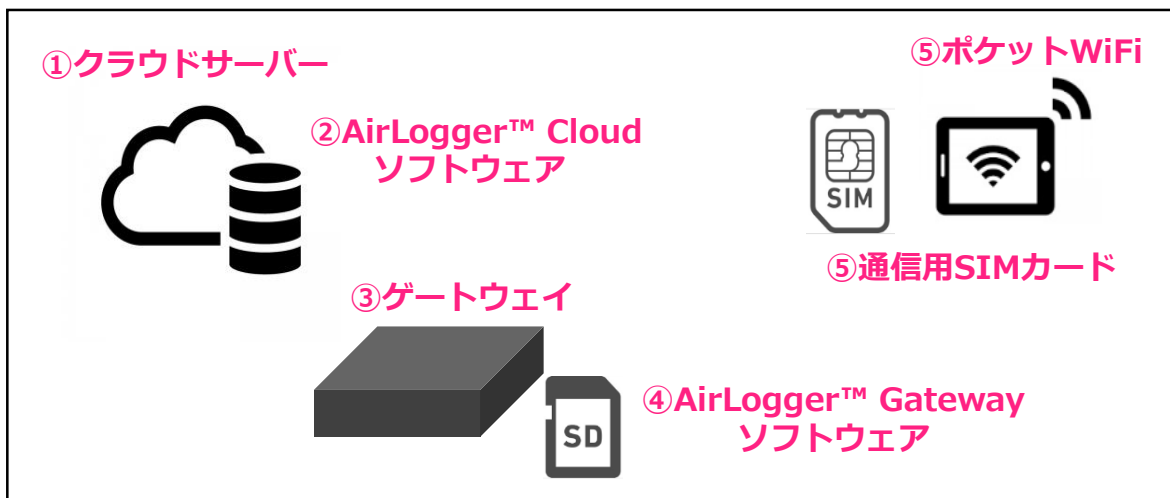 ①クラウドサーバー
②AirLogger™ Cloud
ソフトウェア
⑤ポケットWiFi
SIM
⑤通信用SIMカード
③ゲートウェイ
SD
④AirLogger™ Gateway
ソフトウェア